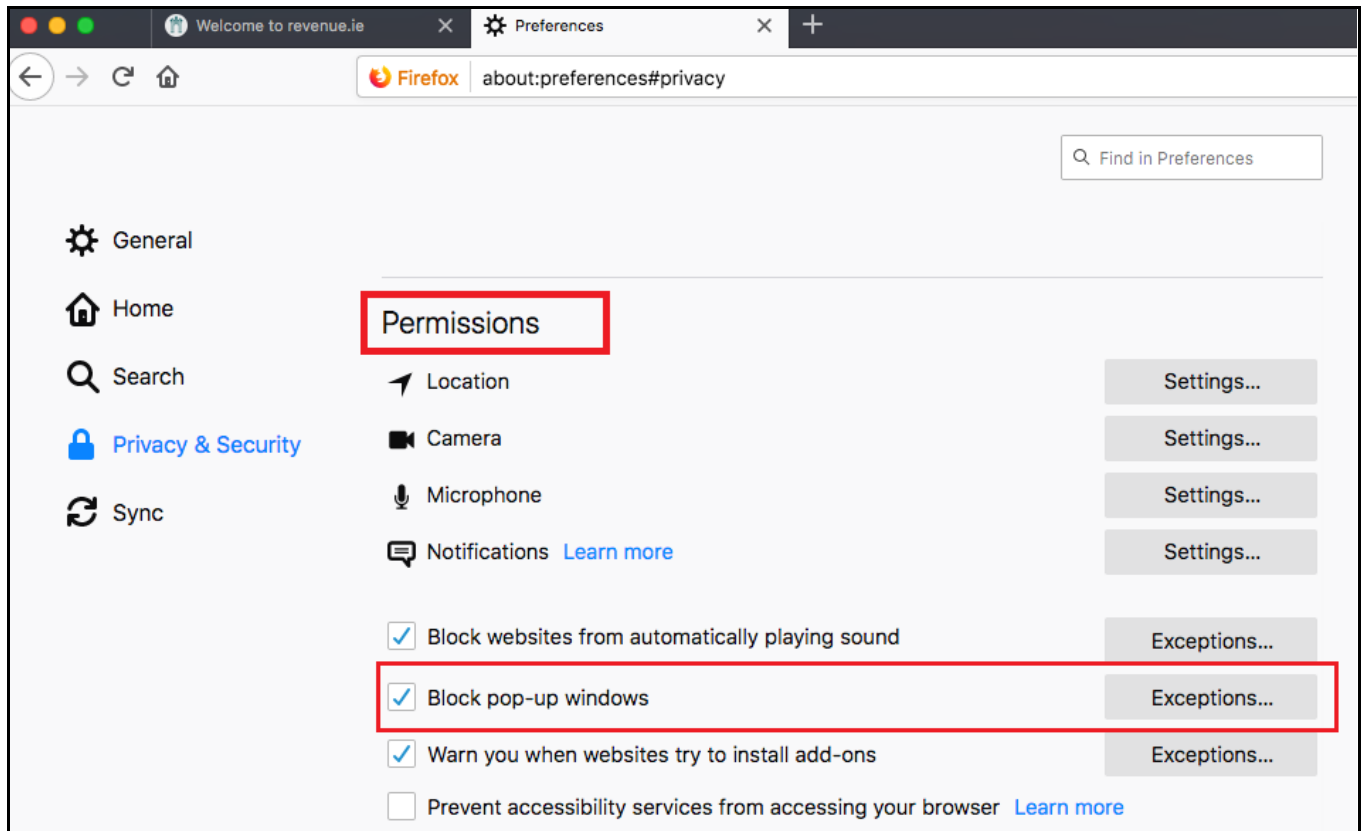 Welcome to revenue.ie
Preferences
Firefox about:preferences#privacy
Find in Preferences
General
Home
Search
Privacy & Security
Sync
Permissions
Location Settings...
Camera Settings...
Microphone Settings...
Notifications Learn more Settings...
Block websites from automatically playing sound Exceptions...
Block pop-up windows Exceptions...
Warn you when websites try to install add-ons Exceptions...
Prevent accessibility services from accessing your browser Learn more